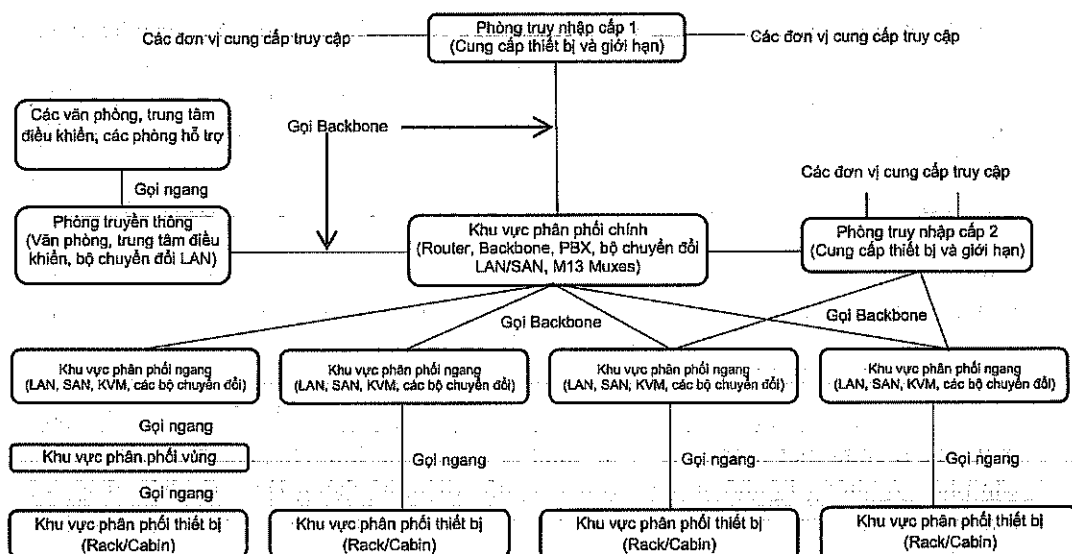 Các đơn vị cung cấp truy cập
Phòng truy nhập cấp 1
(Cung cấp thiết bị và giới hạn)
Các đơn vị cung cấp truy cập
Các văn phòng, trung tâm
điều khiển, các phòng hỗ trợ
Gọi Backbone
Gọi ngang
Các đơn vị cung cấp truy cập
Phòng truyền thông
(Văn phòng, trung tâm điều
khiển, bộ chuyển đổi LAN)
Khu vực phân phối chính
(Router, Backbone, PBX, bộ chuyển đổi
LAN/SAN, M13 Muxes)
Phòng truy nhập cấp 2
(Cung cấp thiết bị và giới hạn)
Gọi Backbone
Gọi Backbone
Khu vực phân phối ngang
(LAN, SAN, KVM, các bộ chuyển đổi)
Khu vực phân phối ngang
(LAN, SAN, KVM, các bộ chuyển đổi)
Khu vực phân phối ngang
(LAN, SAN, KVM, các bộ chuyển đổi)
Khu vực phân phối ngang
(LAN, SAN, KVM, các bộ chuyển đổi)
Gọi ngang
Khu vực phân phối vùng
Gọi ngang
Gọi ngang
Gọi ngang
Gọi ngang
Khu vực phân phối thiết bị
(Rack/Cabin)
Khu vực phân phối thiết bị
(Rack/Cabin)
Khu vực phân phối thiết bị
(Rack/Cabin)
Khu vực phân phối thiết bị
(Rack/Cabin)